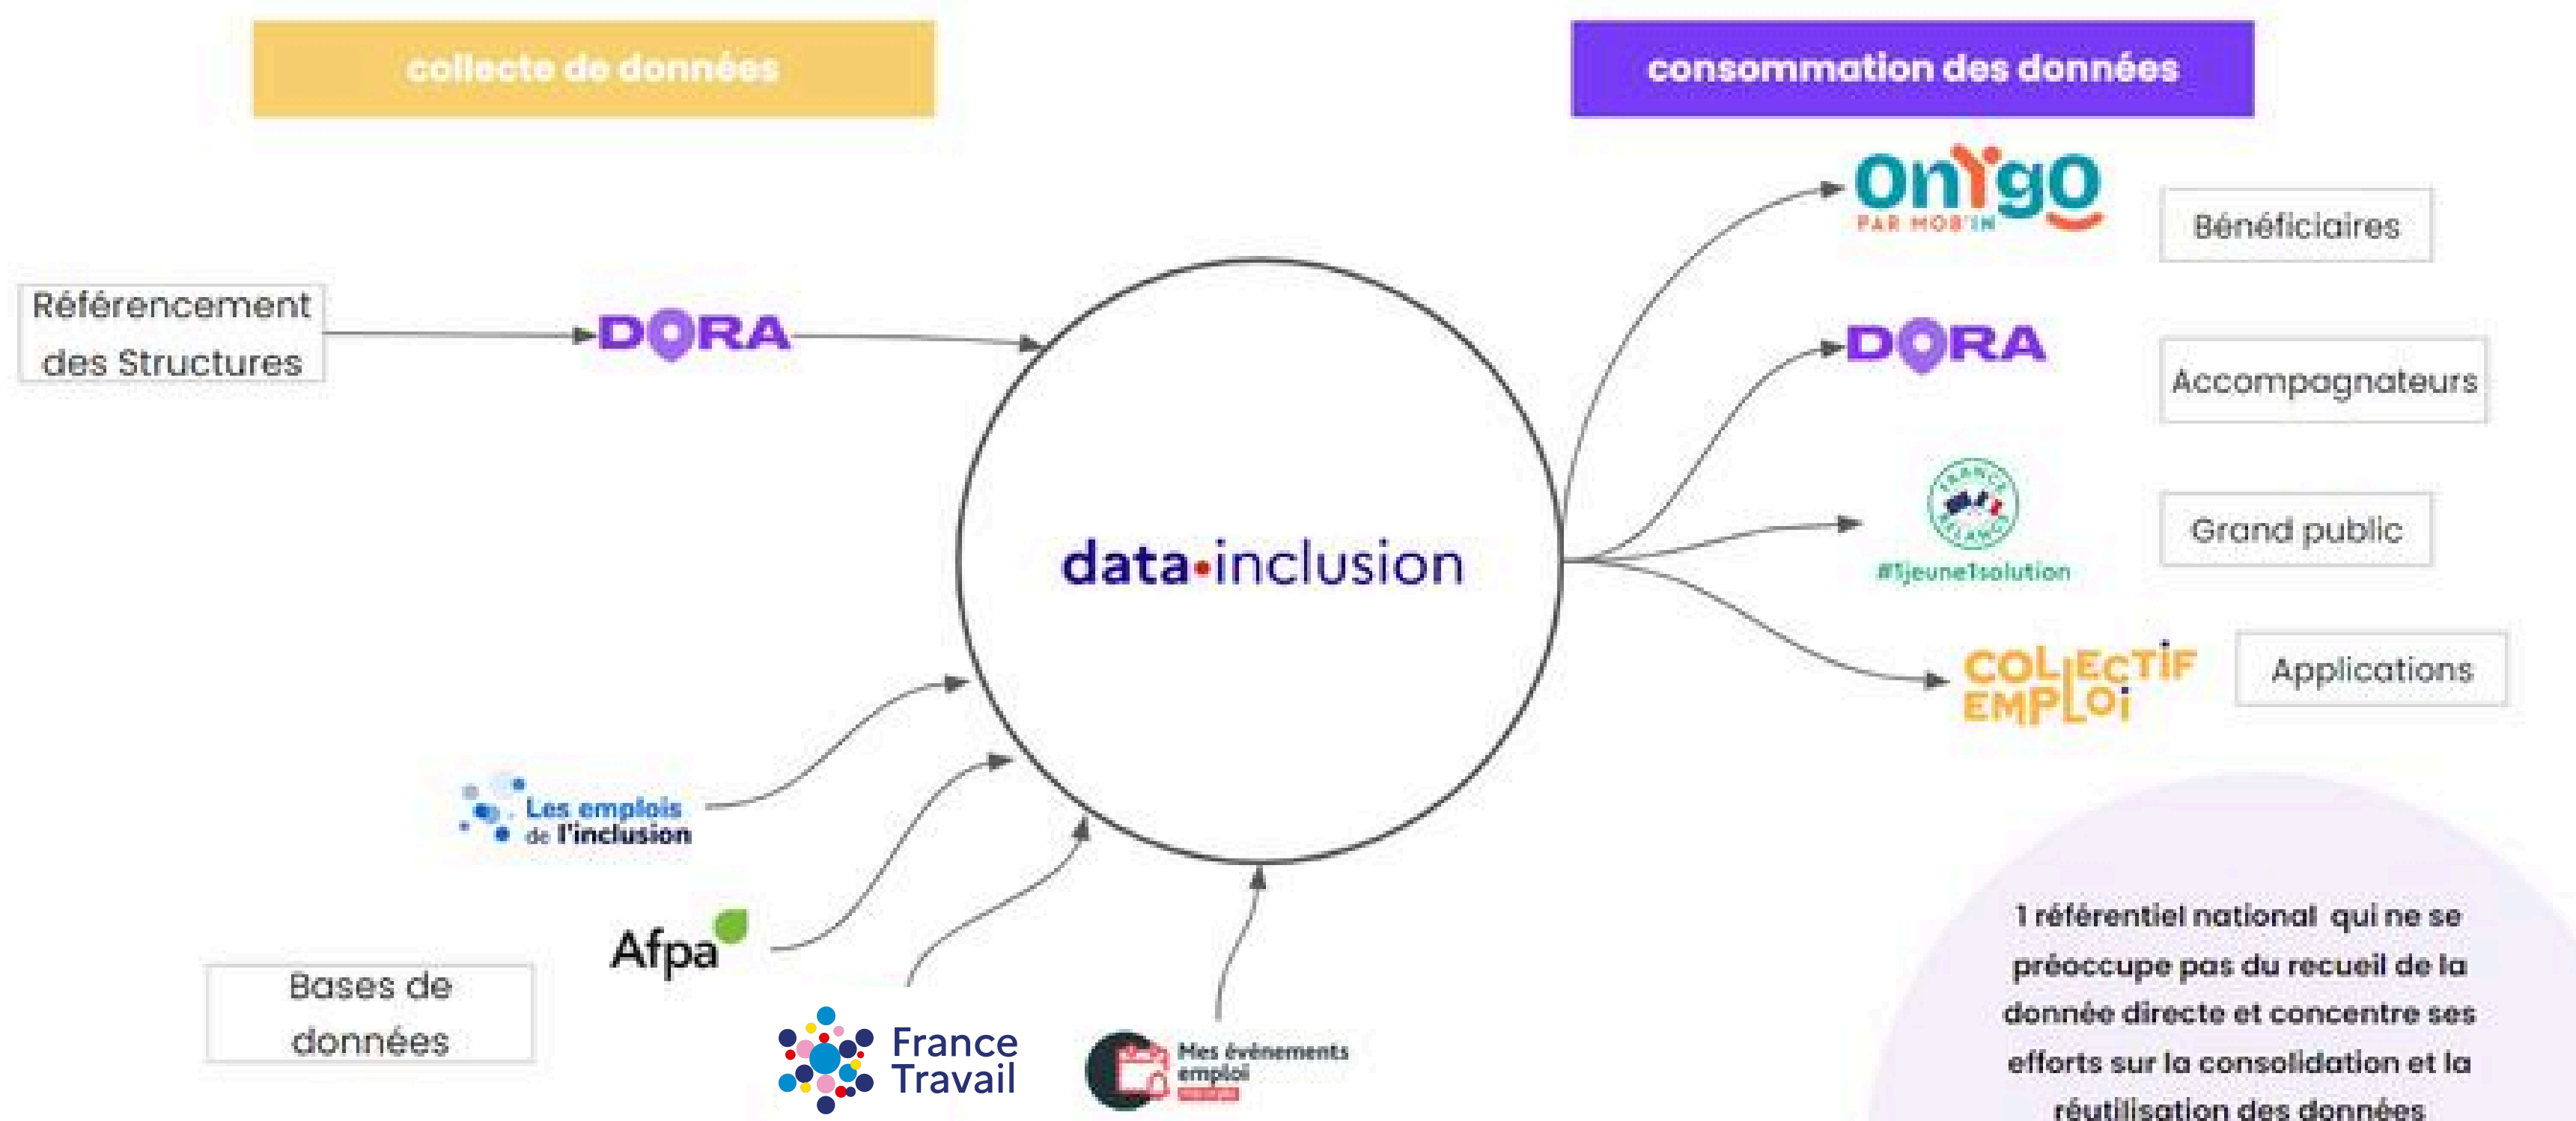 collecte de données
consommation des données
Référencement
des Structures
DORA
data•inclusion
OnYgO
PAR MOB'IN
Bénéficiaires
DORA
Accompagnateurs
FRANCE
RELANCE
#1jeune1solution
Grand public
COLLECTIF
EMPLOI
Applications
Les emplois
de l'inclusion
Afpa
Bases de
données
France
Travail
Mes événements
emploi
1 référentiel national qui ne se
préoccupe pas du recueil de la
donnée directe et concentre ses
efforts sur la consolidation et la
réutilisation des données